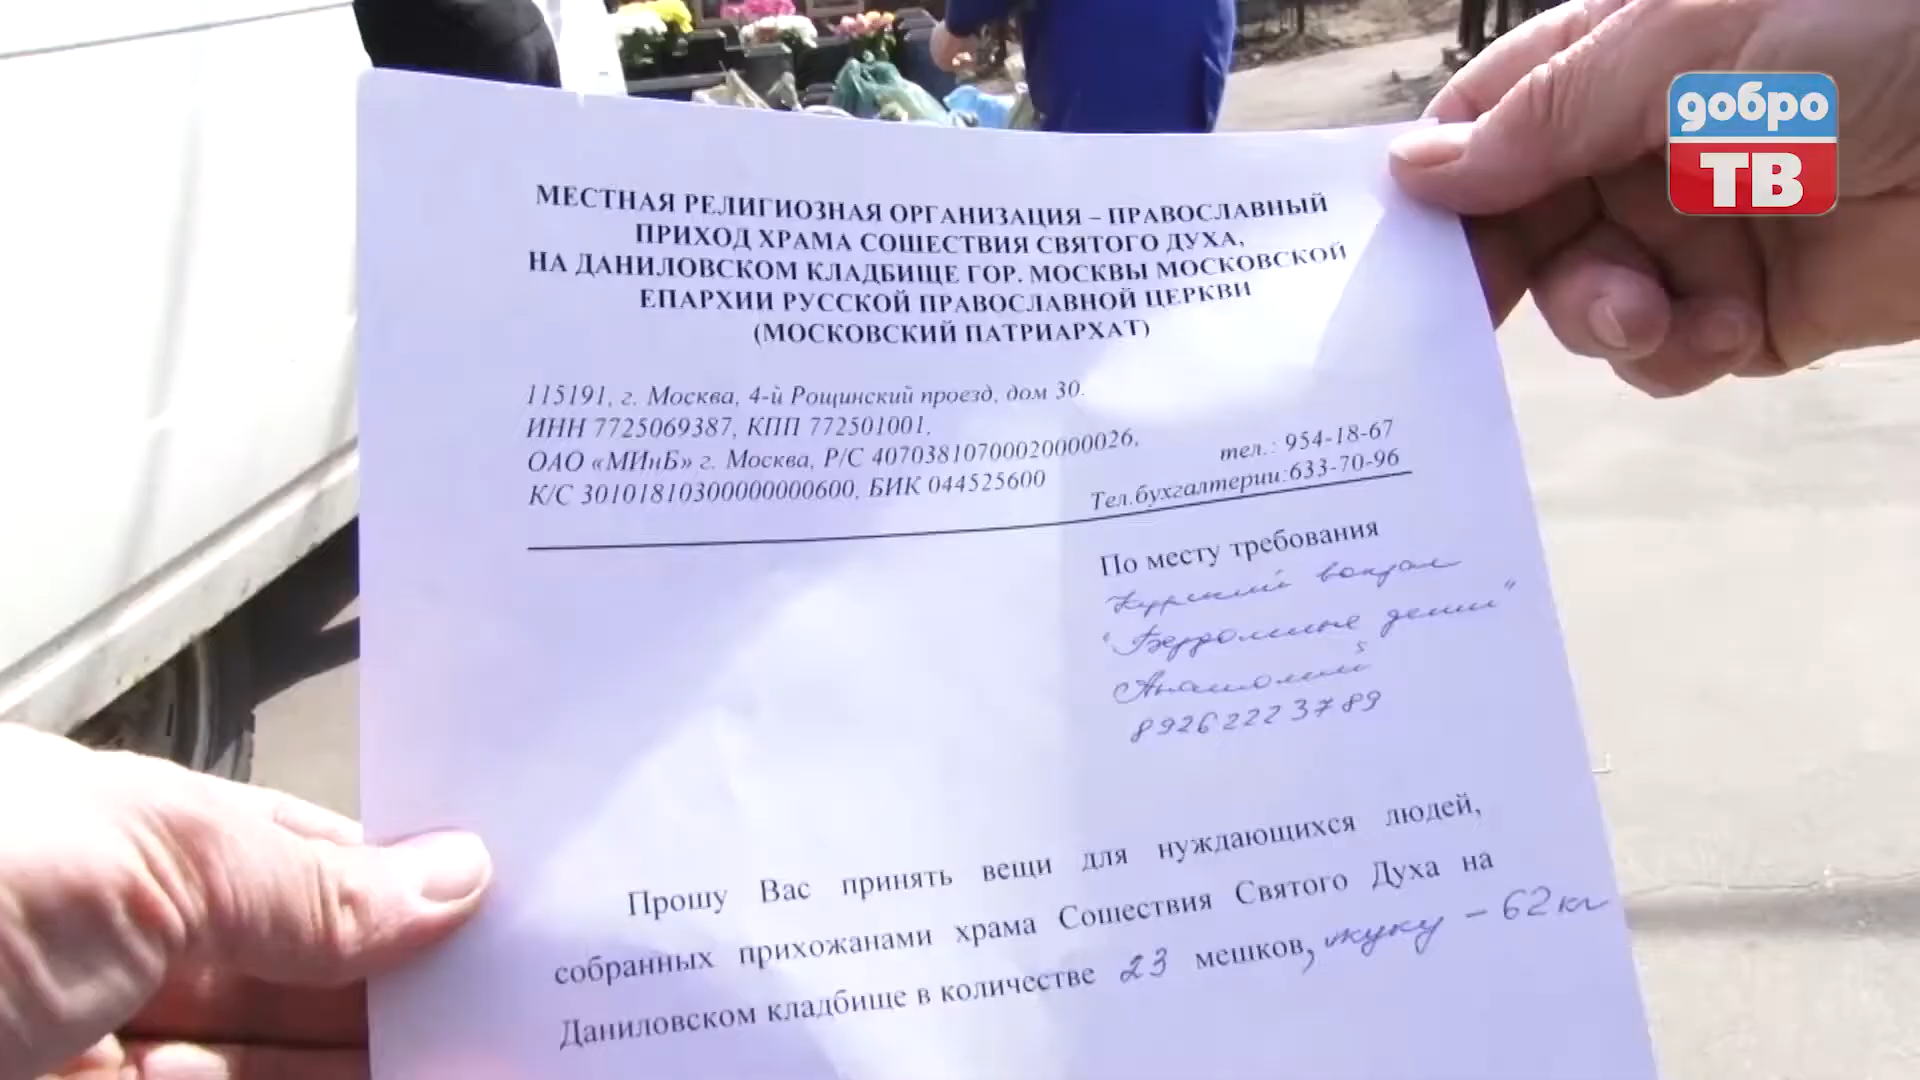 добро
ТВ
МЕСТНАЯ РЕЛИГИОЗНАЯ ОРГАНИЗАЦИЯ – ПРАВОСЛАВНЫЙ
ПРИХОД ХРАМА СОШЕСТВИЯ СВЯТОГО ДУХА,
НА ДАНИЛОВСКОМ КЛАДБИЩЕ ГОР. МОСКВЫ МОСКОВСКОЙ
ЕПАРХИИ РУССКОЙ ПРАВОСЛАВНОЙ ЦЕРКВИ
(МОСКОВСКИЙ ПАТРИАРХАТ)
115191, г. Москва, 4-й Рощинский проезд, дом 30.
ИНН 7725069387, КПП 772501001,
ОАО «МИнБ» г. Москва, Р/С 40703810700020000026,
К/С 30101810300000000600, БИК 044525600
тел.: 954-18-67
Тел.бухгалтерии:633-70-96
По месту требования
Курский вокзал
"Бездомные дети"
Анатолий
89262223789
Прошу Вас принять вещи для нуждающихся людей,
собранных прихожанами храма Сошествия Святого Духа на
Даниловском кладбище в количестве 23 мешков, муку – 62 кг